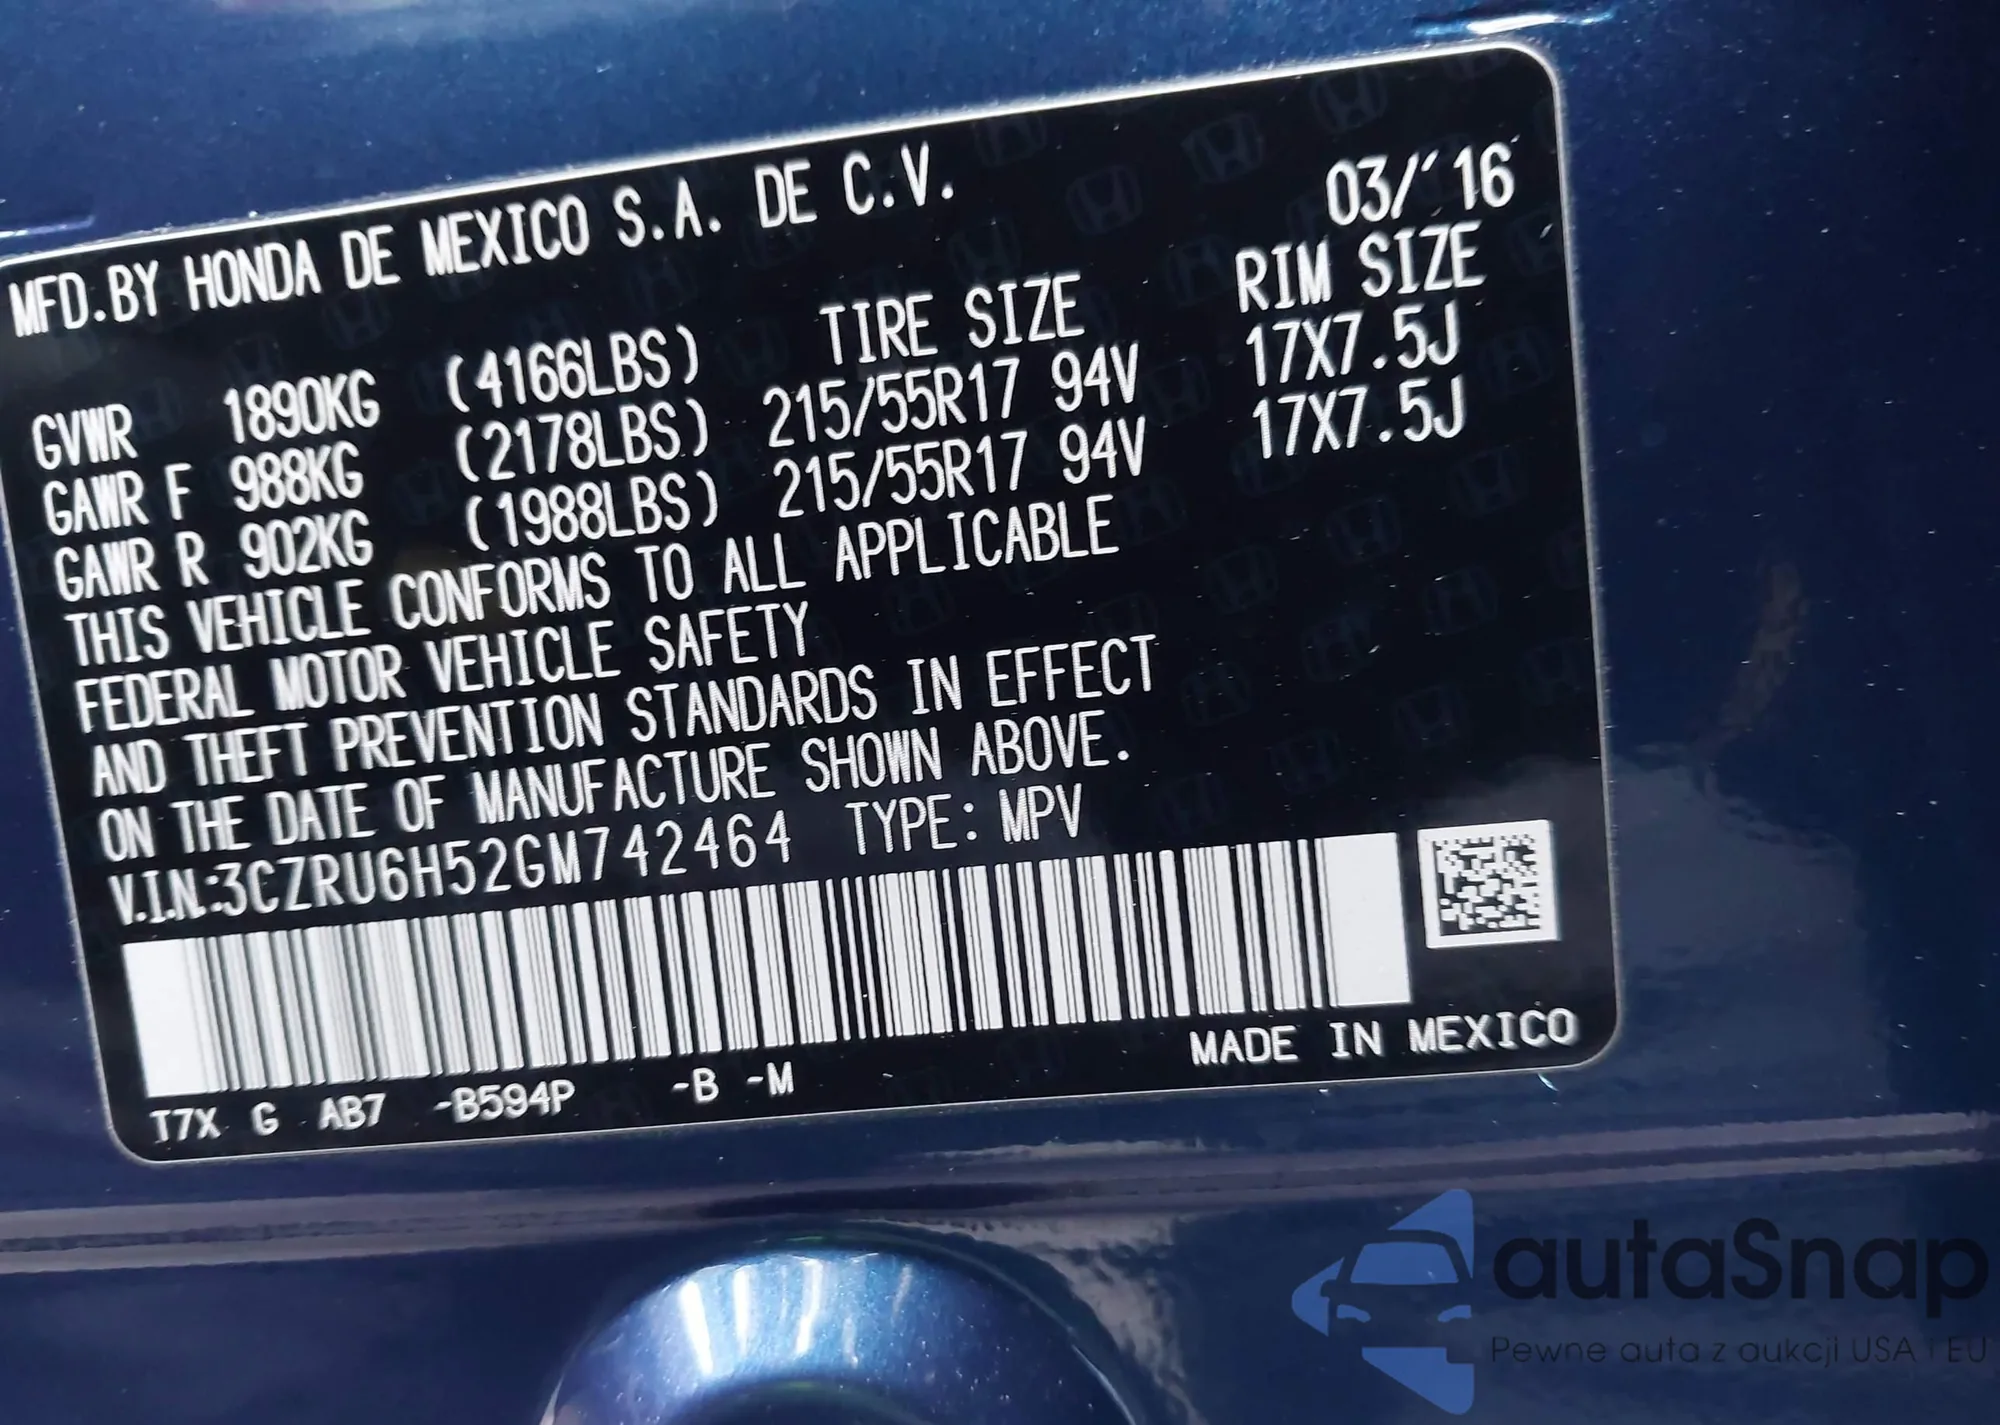 MFD.BY HONDA DE MEXICO S.A. DE C.V. 03/'16
TIRE SIZE RIM SIZE
GVWR 1890KG (4166LBS)
GAWR F 988KG (2178LBS) 215/55R17 94V 17X7.5J
GAWR R 902KG (1988LBS) 215/55R17 94V 17X7.5J
THIS VEHICLE CONFORMS TO ALL APPLICABLE
FEDERAL MOTOR VEHICLE SAFETY
AND THEFT PREVENTION STANDARDS IN EFFECT
ON THE DATE OF MANUFACTURE SHOWN ABOVE.
V.I.N.:3CZRU6H52GM742464 TYPE: MPV
MADE IN MEXICO
T7X G AB7 -B594P -B -M
autaSnap
Pewne auta z aukcji USA i EU